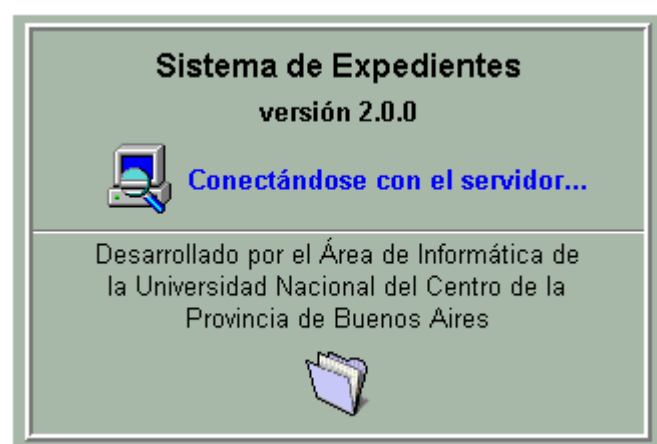 Sistema de Expedientes
versión 2.0.0
Conectándose con el servidor...
Desarrollado por el Área de Informática de
la Universidad Nacional del Centro de la
Provincia de Buenos Aires